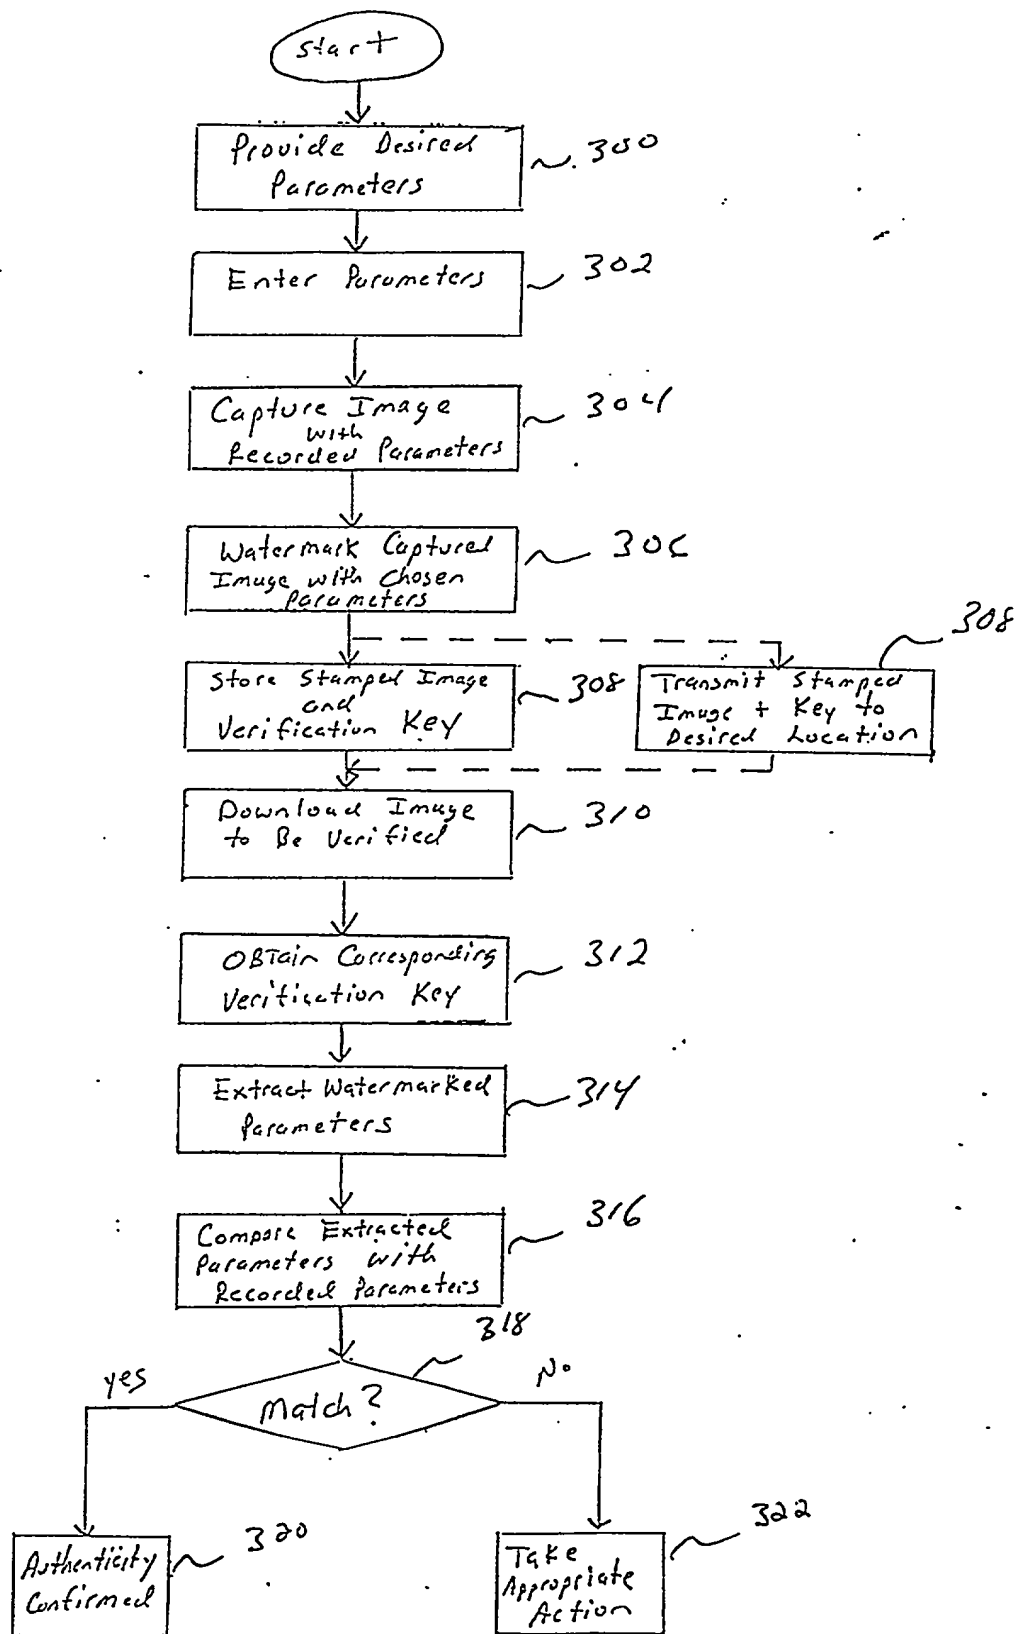 Start
Provide Desired
Parameters
300
Enter Parameters
302
Capture Image
with
Recorded Parameters
304
Watermark Captured
Image with Chosen
Parameters
306
Store Stamped Image
and
Verification Key
308
Transmit Stamped
Image + Key to
Desired Location
308
Download Image
to Be Verified
310
OBTain Corresponding
Verification Key
312
Extract Watermarked
Parameters
314
Compare Extracted
Parameters with
Recorded Parameters
316
318
Match?
yes
No
Authenticity
Confirmed
320
Take
Appropriate
Action
322